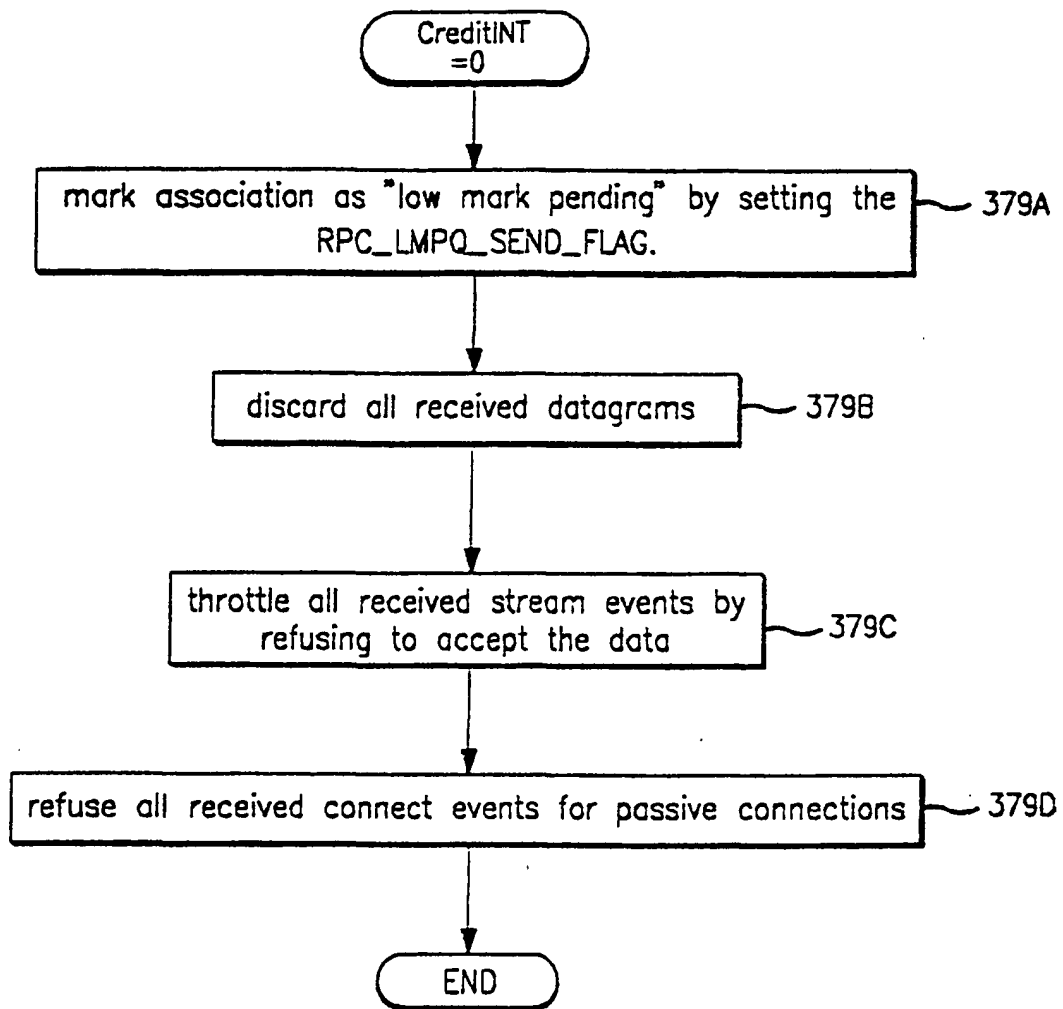 CreditINT
=0
mark association as "low mark pending" by setting the
RPC_LMPQ_SEND_FLAG.
379A
discard all received datagrams
379B
throttle all received stream events by
refusing to accept the data
379C
refuse all received connect events for passive connections
379D
END